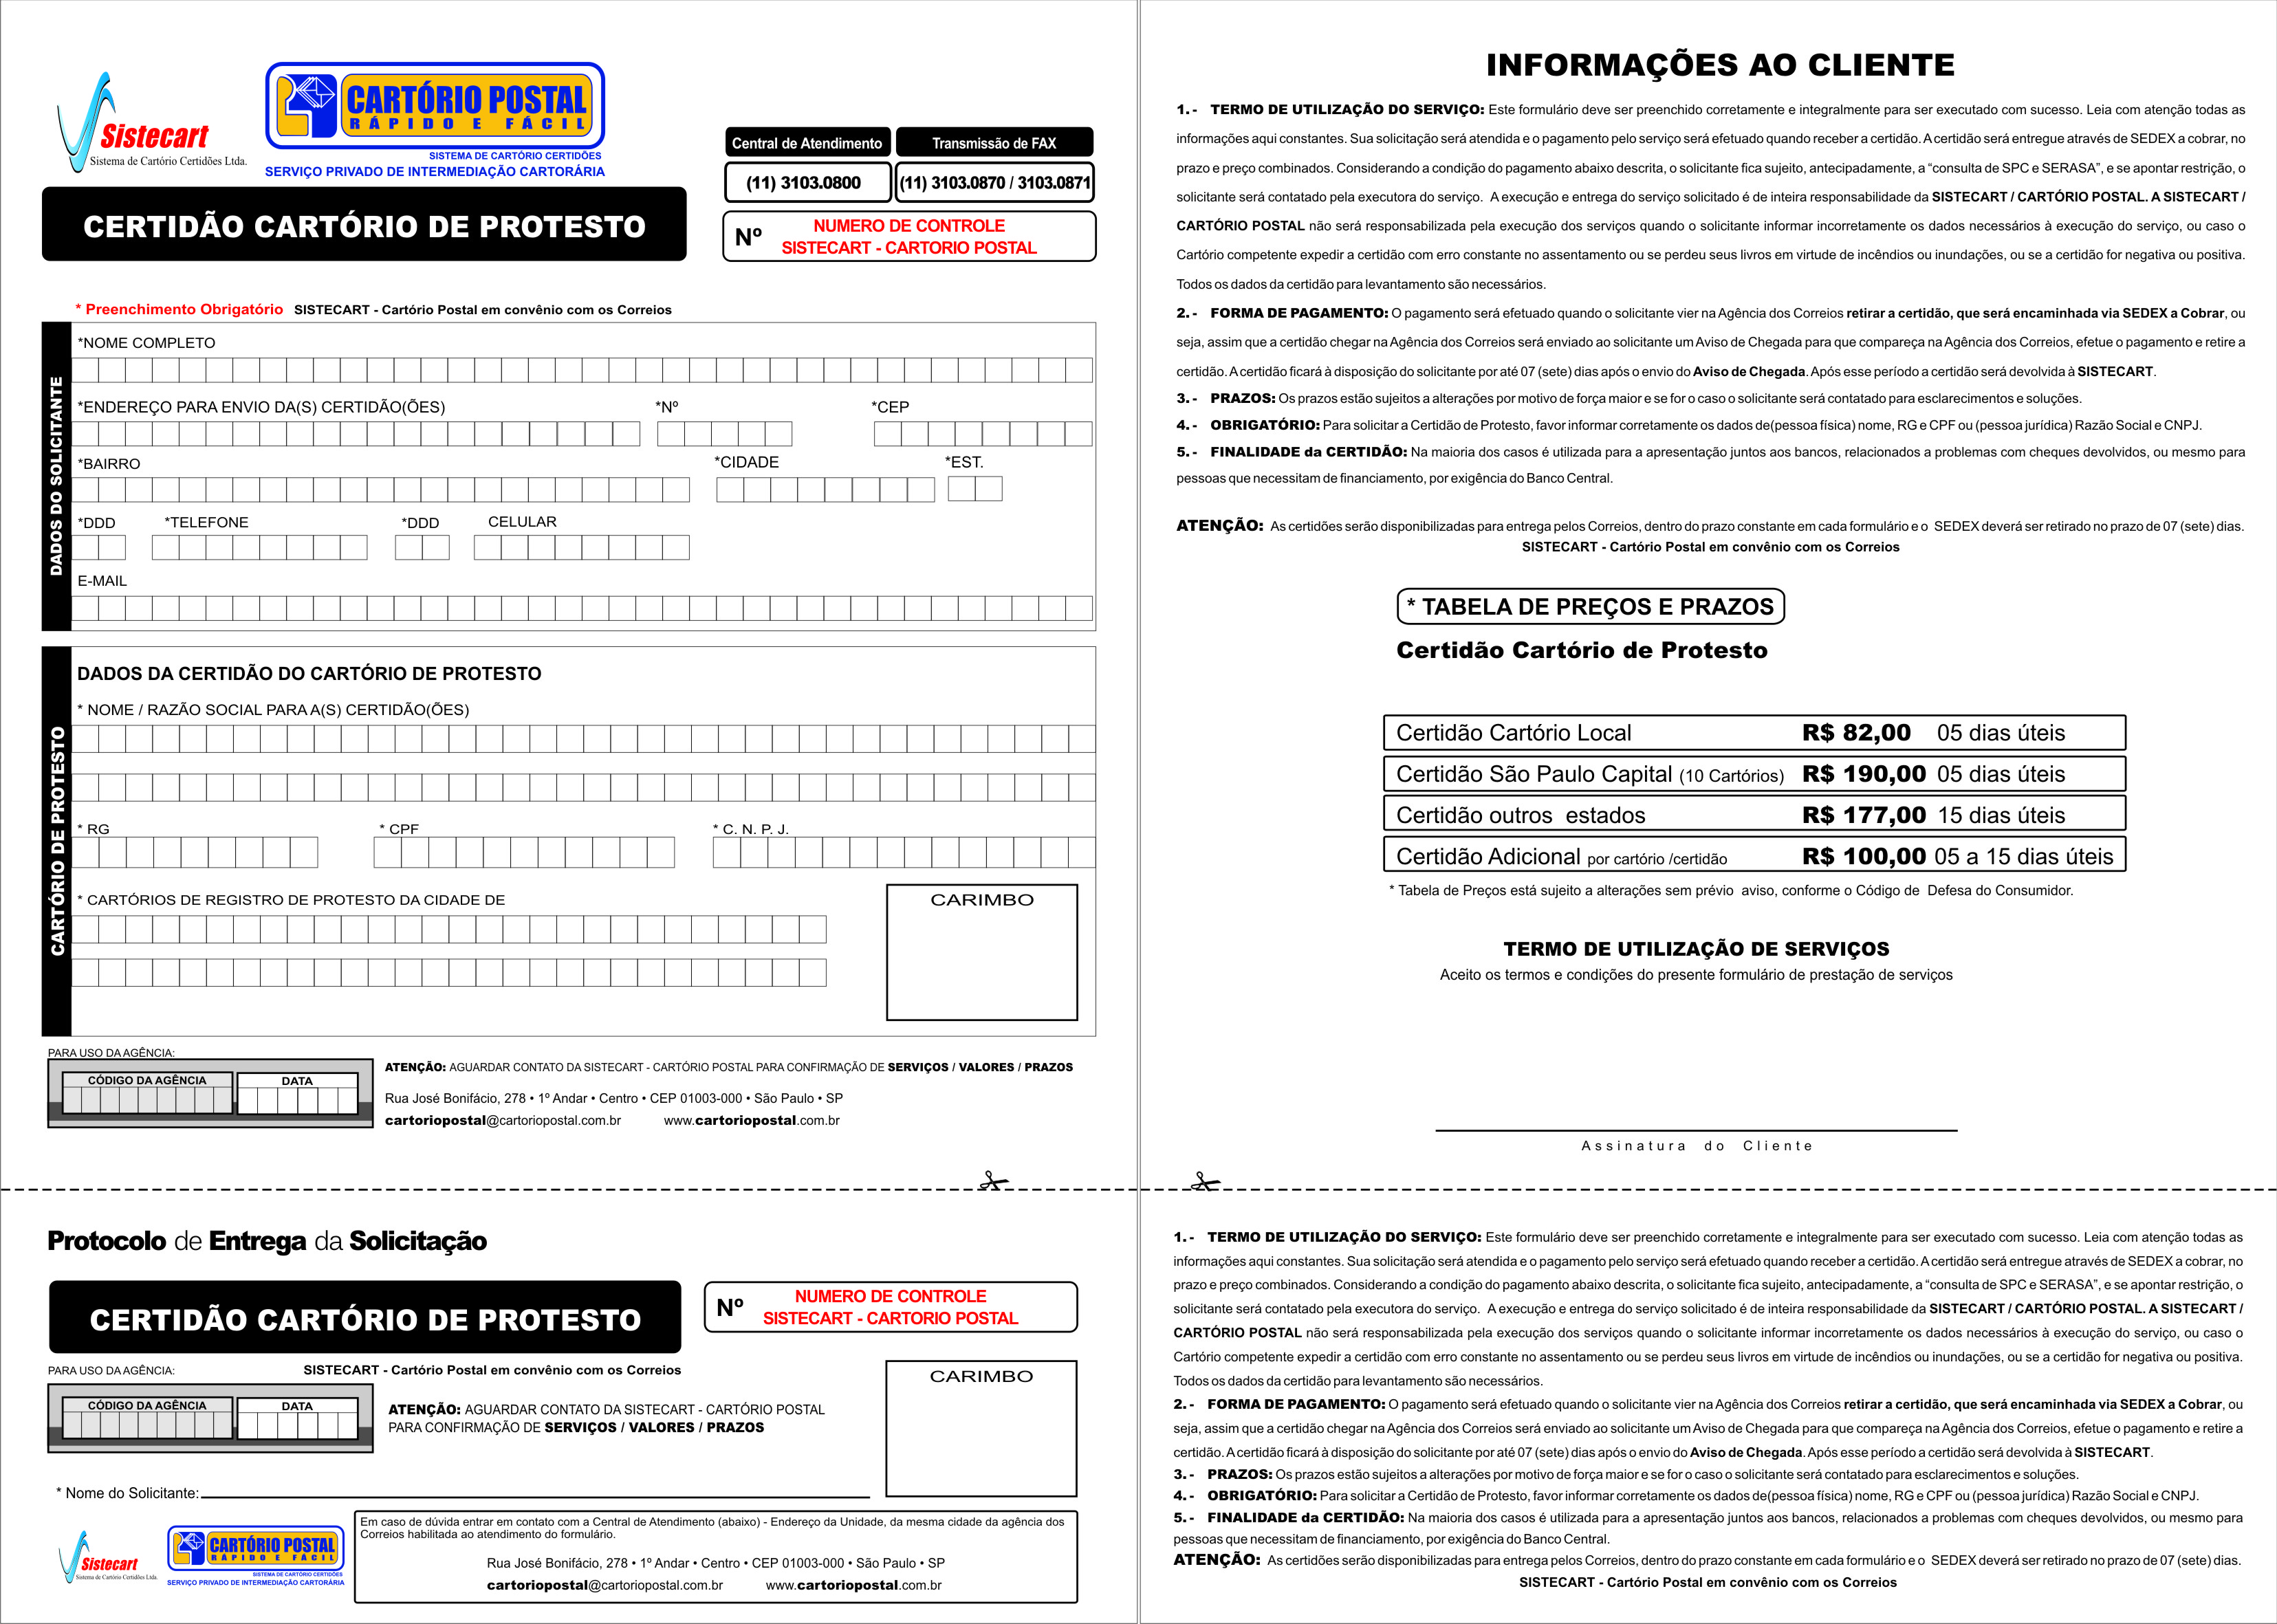 Sistecart
Sistema de Cartório Certidões Ltda.
CARTÓRIO POSTAL
RÁPIDO E FÁCIL
SISTEMA DE CARTÓRIO CERTIDÕES
SERVIÇO PRIVADO DE INTERMEDIAÇÃO CARTORÁRIA
Central de Atendimento
Transmissão de FAX
(11) 3103.0800
(11) 3103.0870 / 3103.0871
CERTIDÃO CARTÓRIO DE PROTESTO
Nº
NUMERO DE CONTROLE
SISTECART - CARTORIO POSTAL
* Preenchimento Obrigatório SISTECART - Cartório Postal em convênio com os Correios
DADOS DO SOLICITANTE
*NOME COMPLETO
*ENDEREÇO PARA ENVIO DA(S) CERTIDÃO(ÕES) *Nº *CEP
*BAIRRO *CIDADE *EST.
*DDD *TELEFONE *DDD CELULAR
E-MAIL
CARTÓRIO DE PROTESTO
DADOS DA CERTIDÃO DO CARTÓRIO DE PROTESTO
* NOME / RAZÃO SOCIAL PARA A(S) CERTIDÃO(ÕES)
* RG * CPF * C. N. P. J.
* CARTÓRIOS DE REGISTRO DE PROTESTO DA CIDADE DE
CARIMBO
PARA USO DA AGÊNCIA:
CÓDIGO DA AGÊNCIA DATA
ATENÇÃO: AGUARDAR CONTATO DA SISTECART - CARTÓRIO POSTAL PARA CONFIRMAÇÃO DE SERVIÇOS / VALORES / PRAZOS
Rua José Bonifácio, 278 • 1º Andar • Centro • CEP 01003-000 • São Paulo • SP
cartoriopostal@cartoriopostal.com.br www.cartoriopostal.com.br
Protocolo de Entrega da Solicitação
CERTIDÃO CARTÓRIO DE PROTESTO
Nº
NUMERO DE CONTROLE
SISTECART - CARTORIO POSTAL
PARA USO DA AGÊNCIA:
SISTECART - Cartório Postal em convênio com os Correios
CÓDIGO DA AGÊNCIA DATA
ATENÇÃO: AGUARDAR CONTATO DA SISTECART - CARTÓRIO POSTAL
PARA CONFIRMAÇÃO DE SERVIÇOS / VALORES / PRAZOS
CARIMBO
* Nome do Solicitante:
Sistecart
Sistema de Cartório Certidões Ltda.
CARTÓRIO POSTAL
RÁPIDO E FÁCIL
SISTEMA DE CARTÓRIO CERTIDÕES
SERVIÇO PRIVADO DE INTERMEDIAÇÃO CARTORÁRIA
Em caso de dúvida entrar em contato com a Central de Atendimento (abaixo) - Endereço da Unidade, da mesma cidade da agência dos
Correios habilitada ao atendimento do formulário.
Rua José Bonifácio, 278 • 1º Andar • Centro • CEP 01003-000 • São Paulo • SP
cartoriopostal@cartoriopostal.com.br www.cartoriopostal.com.br
INFORMAÇÕES AO CLIENTE
1. - TERMO DE UTILIZAÇÃO DO SERVIÇO: Este formulário deve ser preenchido corretamente e integralmente para ser executado com sucesso. Leia com atenção todas as
informações aqui constantes. Sua solicitação será atendida e o pagamento pelo serviço será efetuado quando receber a certidão. A certidão será entregue através de SEDEX a cobrar, no
prazo e preço combinados. Considerando a condição do pagamento abaixo descrita, o solicitante fica sujeito, antecipadamente, a “consulta de SPC e SERASA”, e se apontar restrição, o
solicitante será contatado pela executora do serviço. A execução e entrega do serviço solicitado é de inteira responsabilidade da SISTECART / CARTÓRIO POSTAL. A SISTECART /
CARTÓRIO POSTAL não será responsabilizada pela execução dos serviços quando o solicitante informar incorretamente os dados necessários à execução do serviço, ou caso o
Cartório competente expedir a certidão com erro constante no assentamento ou se perdeu seus livros em virtude de incêndios ou inundações, ou se a certidão for negativa ou positiva.
Todos os dados da certidão para levantamento são necessários.
2. - FORMA DE PAGAMENTO: O pagamento será efetuado quando o solicitante vier na Agência dos Correios retirar a certidão, que será encaminhada via SEDEX a Cobrar, ou
seja, assim que a certidão chegar na Agência dos Correios será enviado ao solicitante um Aviso de Chegada para que compareça na Agência dos Correios, efetue o pagamento e retire a
certidão. A certidão ficará à disposição do solicitante por até 07 (sete) dias após o envio do Aviso de Chegada. Após esse período a certidão será devolvida à SISTECART.
3. - PRAZOS: Os prazos estão sujeitos a alterações por motivo de força maior e se for o caso o solicitante será contatado para esclarecimentos e soluções.
4. - OBRIGATÓRIO: Para solicitar a Certidão de Protesto, favor informar corretamente os dados de(pessoa física) nome, RG e CPF ou (pessoa jurídica) Razão Social e CNPJ.
5. - FINALIDADE da CERTIDÃO: Na maioria dos casos é utilizada para a apresentação juntos aos bancos, relacionados a problemas com cheques devolvidos, ou mesmo para
pessoas que necessitam de financiamento, por exigência do Banco Central.
ATENÇÃO: As certidões serão disponibilizadas para entrega pelos Correios, dentro do prazo constante em cada formulário e o SEDEX deverá ser retirado no prazo de 07 (sete) dias.
SISTECART - Cartório Postal em convênio com os Correios
* TABELA DE PREÇOS E PRAZOS
Certidão Cartório de Protesto
Certidão Cartório Local R$ 82,00 05 dias úteis
Certidão São Paulo Capital (10 Cartórios) R$ 190,00 05 dias úteis
Certidão outros estados R$ 177,00 15 dias úteis
Certidão Adicional por cartório /certidão R$ 100,00 05 a 15 dias úteis
* Tabela de Preços está sujeito a alterações sem prévio aviso, conforme o Código de Defesa do Consumidor.
TERMO DE UTILIZAÇÃO DE SERVIÇOS
Aceito os termos e condições do presente formulário de prestação de serviços
Assinatura do Cliente
1. - TERMO DE UTILIZAÇÃO DO SERVIÇO: Este formulário deve ser preenchido corretamente e integralmente para ser executado com sucesso. Leia com atenção todas as
informações aqui constantes. Sua solicitação será atendida e o pagamento pelo serviço será efetuado quando receber a certidão. A certidão será entregue através de SEDEX a cobrar, no
prazo e preço combinados. Considerando a condição do pagamento abaixo descrita, o solicitante fica sujeito, antecipadamente, a “consulta de SPC e SERASA”, e se apontar restrição, o
solicitante será contatado pela executora do serviço. A execução e entrega do serviço solicitado é de inteira responsabilidade da SISTECART / CARTÓRIO POSTAL. A SISTECART /
CARTÓRIO POSTAL não será responsabilizada pela execução dos serviços quando o solicitante informar incorretamente os dados necessários à execução do serviço, ou caso o
Cartório competente expedir a certidão com erro constante no assentamento ou se perdeu seus livros em virtude de incêndios ou inundações, ou se a certidão for negativa ou positiva.
Todos os dados da certidão para levantamento são necessários.
2. - FORMA DE PAGAMENTO: O pagamento será efetuado quando o solicitante vier na Agência dos Correios retirar a certidão, que será encaminhada via SEDEX a Cobrar, ou
seja, assim que a certidão chegar na Agência dos Correios será enviado ao solicitante um Aviso de Chegada para que compareça na Agência dos Correios, efetue o pagamento e retire a
certidão. A certidão ficará à disposição do solicitante por até 07 (sete) dias após o envio do Aviso de Chegada. Após esse período a certidão será devolvida à SISTECART.
3. - PRAZOS: Os prazos estão sujeitos a alterações por motivo de força maior e se for o caso o solicitante será contatado para esclarecimentos e soluções.
4. - OBRIGATÓRIO: Para solicitar a Certidão de Protesto, favor informar corretamente os dados de(pessoa física) nome, RG e CPF ou (pessoa jurídica) Razão Social e CNPJ.
5. - FINALIDADE da CERTIDÃO: Na maioria dos casos é utilizada para a apresentação juntos aos bancos, relacionados a problemas com cheques devolvidos, ou mesmo para
pessoas que necessitam de financiamento, por exigência do Banco Central.
ATENÇÃO: As certidões serão disponibilizadas para entrega pelos Correios, dentro do prazo constante em cada formulário e o SEDEX deverá ser retirado no prazo de 07 (sete) dias.
SISTECART - Cartório Postal em convênio com os Correios